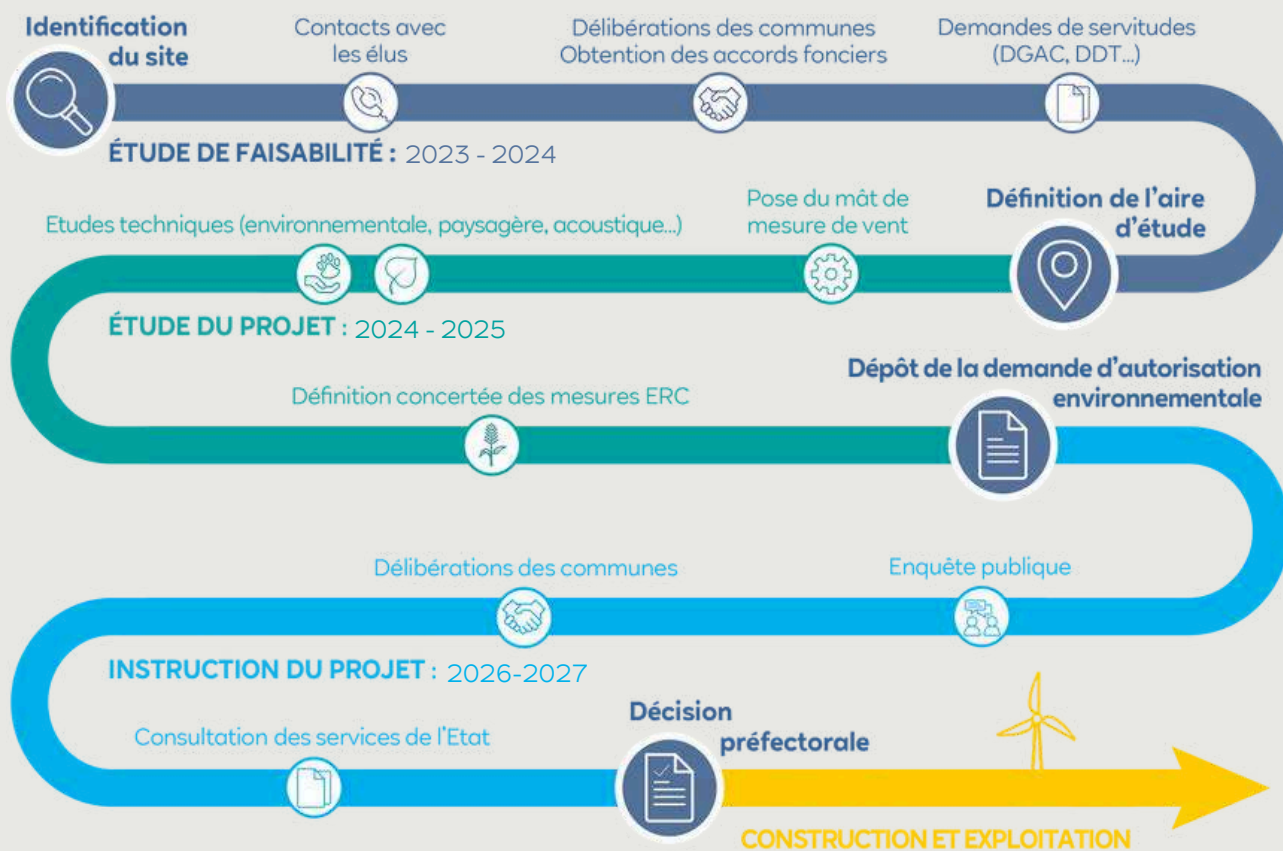 Identification
du site
Contacts avec
les élus
Délibérations des communes
Obtention des accords fonciers
Demandes de servitudes
(DGAC, DDT...)
ÉTUDE DE FAISABILITÉ : 2023 - 2024
Définition de l'aire
d'étude
Pose du mât de
mesure de vent
Etudes techniques (environnementale, paysagère, acoustique...)
ÉTUDE DU PROJET : 2024 - 2025
Définition concertée des mesures ERC
Dépôt de la demande d'autorisation
environnementale
Enquête publique
Délibérations des communes
INSTRUCTION DU PROJET : 2026-2027
Consultation des services de l'Etat
Décision
préfectorale
CONSTRUCTION ET EXPLOITATION